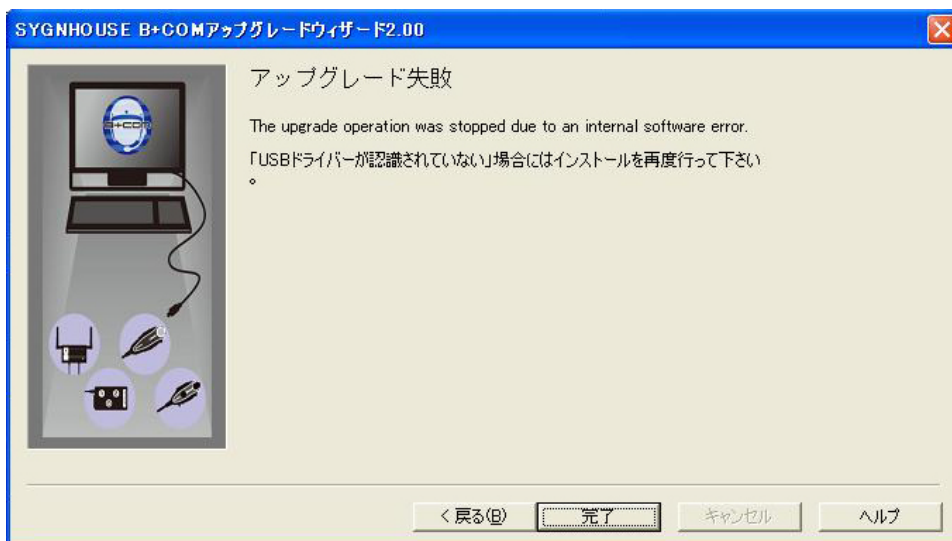 SYGNHOUSE B+COMアップグレードウィザード2.00
アップグレード失敗
The upgrade operation was stopped due to an internal software error.
「USBドライバーが認識されていない」場合にはインストールを再度行って下さい
。
B+COM
< 戻る(B)
完了
キャンセル
ヘルプ